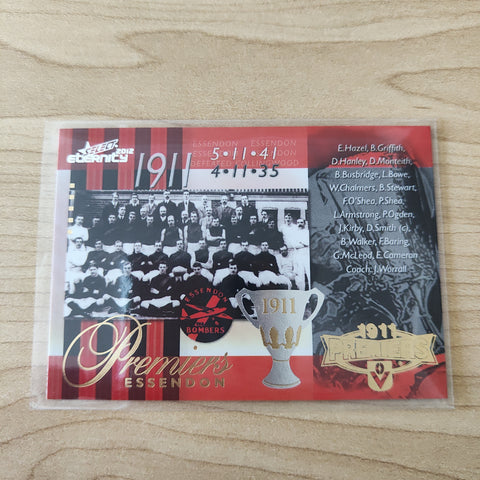 Select
ETERNITY 2012
1911
ESSENDON ESSENDON
5•11•41
DEFEATED COLLINGWOOD
4•11•35
E.Hazel, B.Griffith,
D.Hanley, D.Monteith,
B.Busbridge, L.Bowe,
W.Chalmers, B.Stewart,
F.O'Shea, P.Shea,
L.Armstrong, P.Ogden,
J.Kirby, D.Smith (c),
B.Walker, F.Baring,
G.McLeod, E.Cameron
Coach: J.Worrall
ESSENDON
BOMBERS
1911
Premiers
ESSENDON
1911
PREMIERS
V